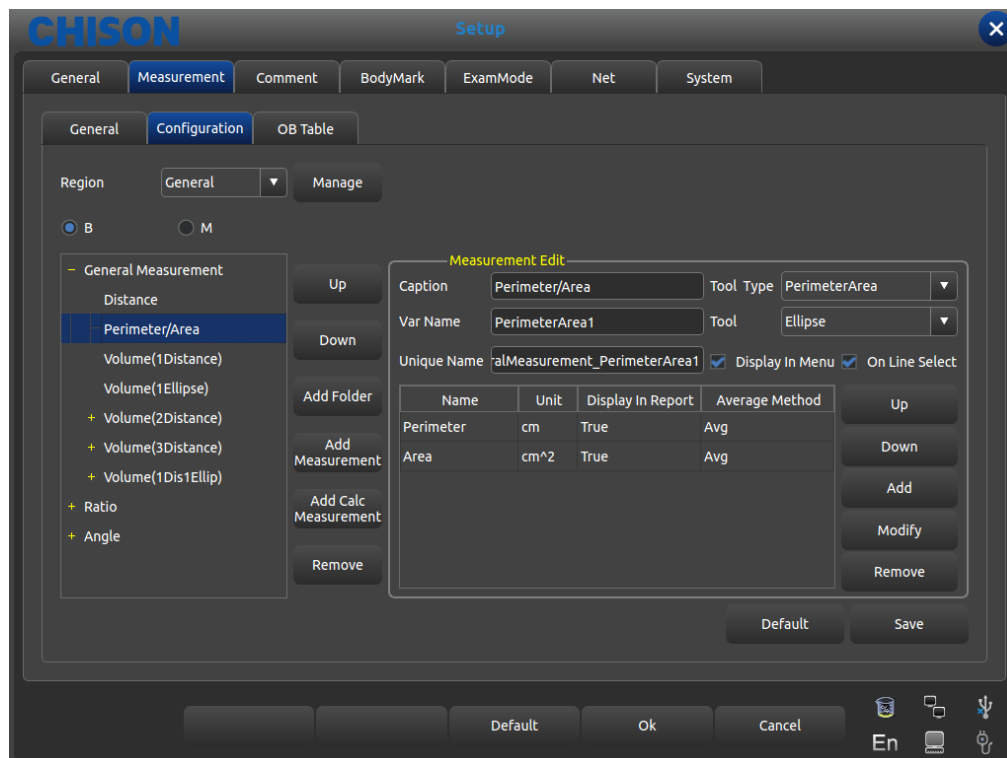 CHISON
Setup
General Measurement Comment BodyMark ExamMode Net System
General Configuration OB Table
Region General Manage
B M
General Measurement
Distance
Perimeter/Area
Volume(1Distance)
Volume(1Ellipse)
Volume(2Distance)
Volume(3Distance)
Volume(1Dis1Ellip)
Ratio
Angle
Up
Down
Add Folder
Add
Measurement
Add Calc
Measurement
Remove
Measurement Edit
Caption Perimeter/Area Tool Type PerimeterArea
Var Name PerimeterArea1 Tool Ellipse
Unique Name alMeasurement_PerimeterArea1 Display In Menu On Line Select
Name Unit Display In Report Average Method
Perimeter cm True Avg
Area cm^2 True Avg
Up
Down
Add
Modify
Remove
Default Save
Default Ok Cancel
En